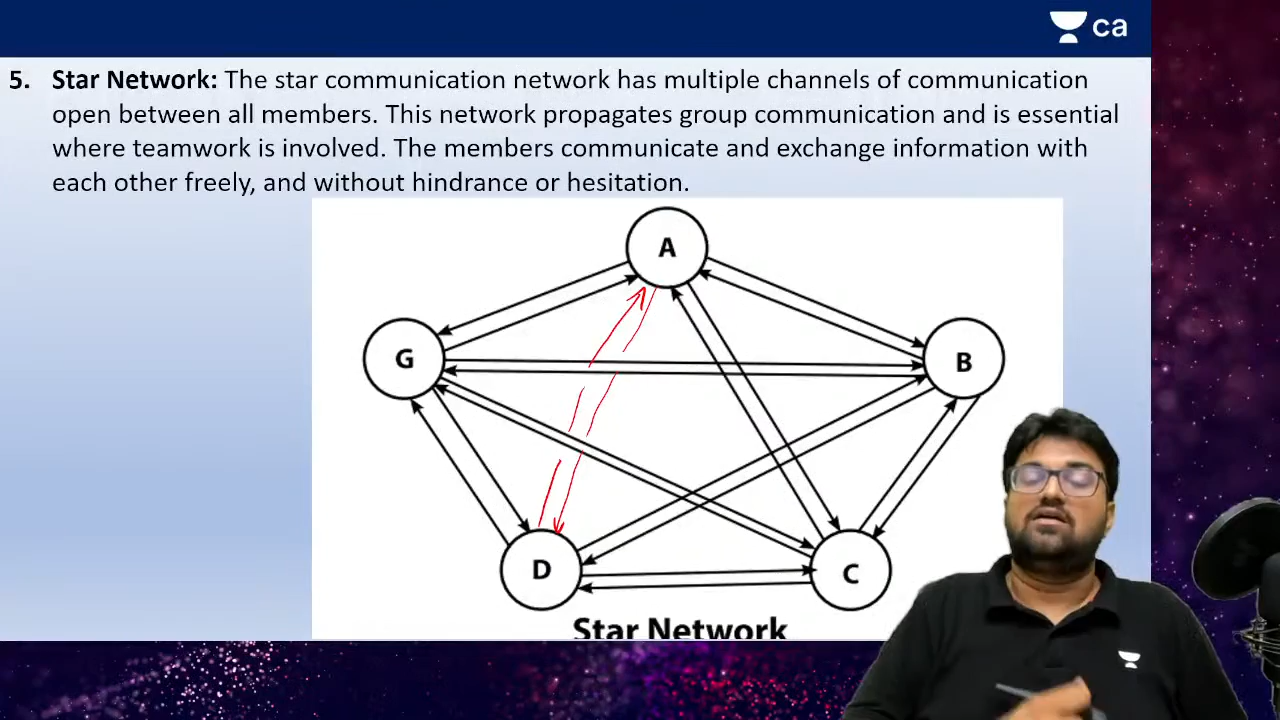 ca
5. Star Network: The star communication network has multiple channels of communication
open between all members. This network propagates group communication and is essential
where teamwork is involved. The members communicate and exchange information with
each other freely, and without hindrance or hesitation.
A
G
B
D
C
Star Network